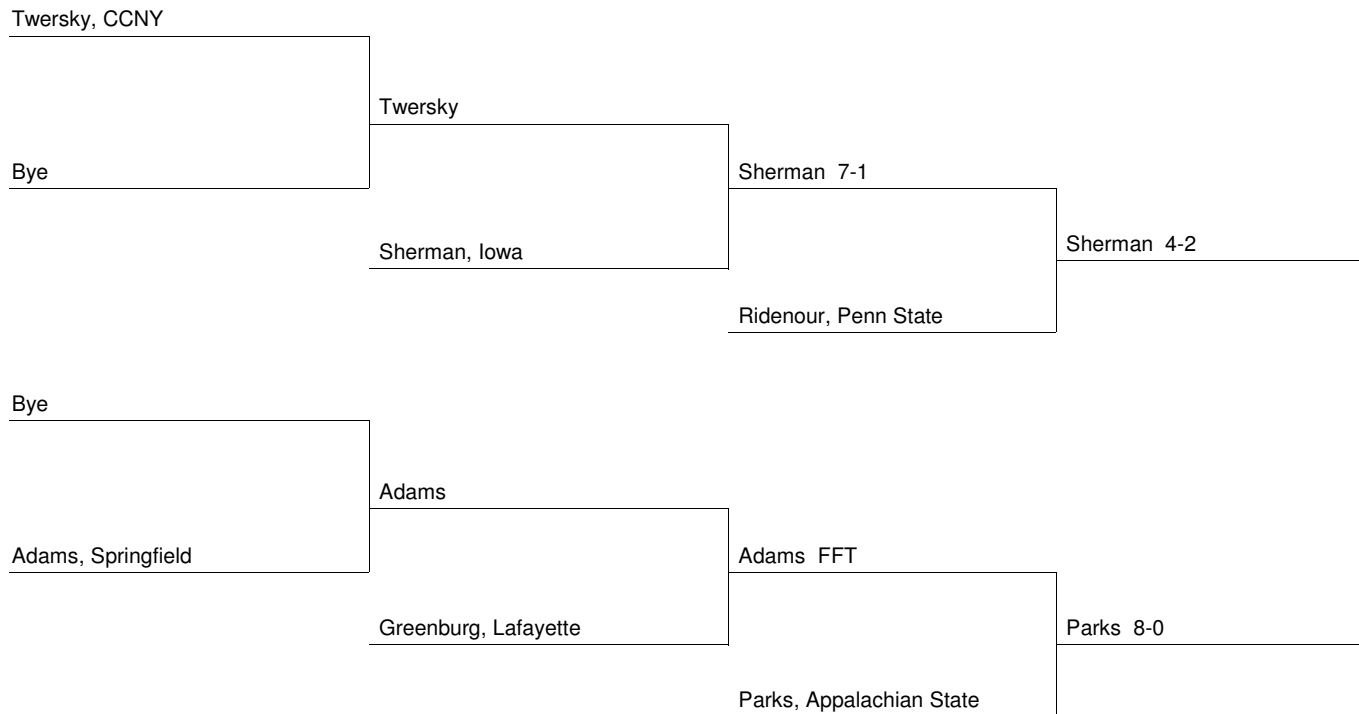 Twersky, CCNY
Twersky
Bye
Sherman 7-1
Sherman, Iowa
Sherman 4-2
Ridenour, Penn State
Bye
Adams
Adams, Springfield
Adams FFT
Greenburg, Lafayette
Parks 8-0
Parks, Appalachian State